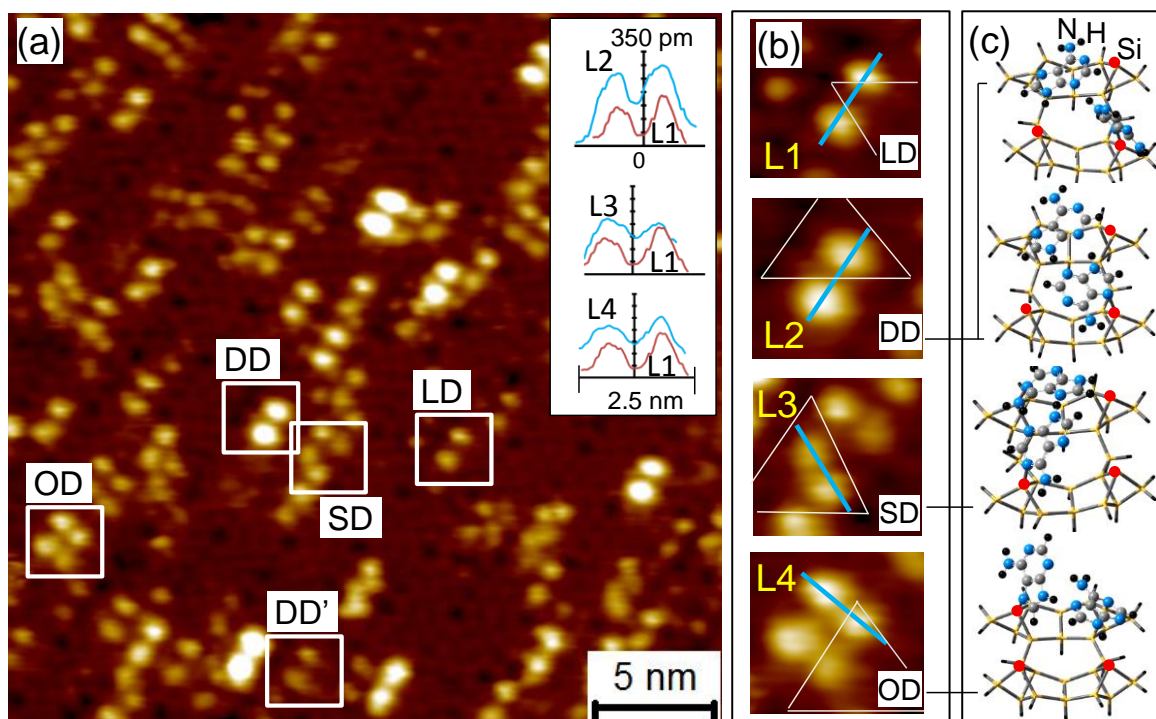 (a)
350 pm
L2
L1
0
L3
L1
L4
L1
2.5 nm
DD
LD
SD
OD
DD’
5 nm
(b)
L1
LD
L2
DD
L3
SD
L4
OD
(c)
N H
Si